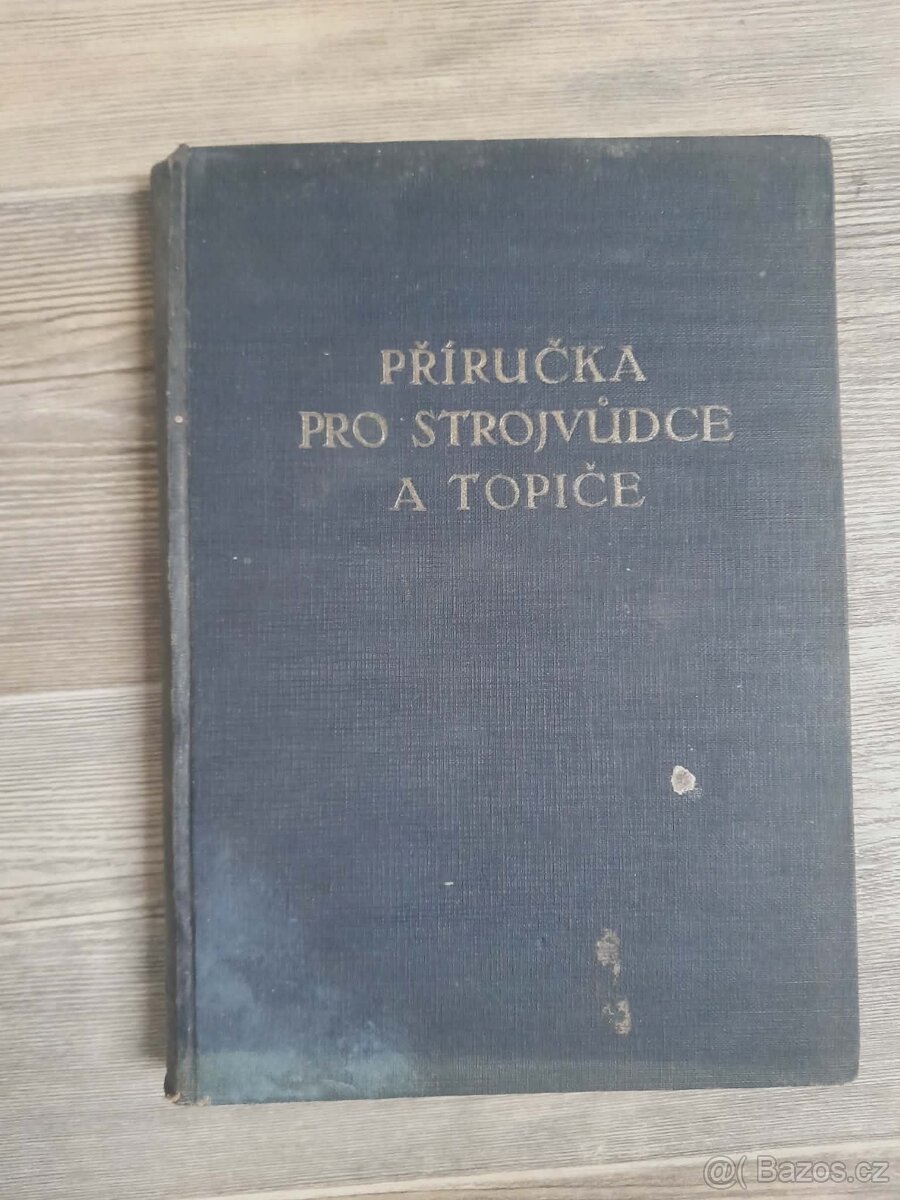 PŘÍRUČKA
PRO STROJVŮDCE
A TOPIČE
@( Bazos.cz